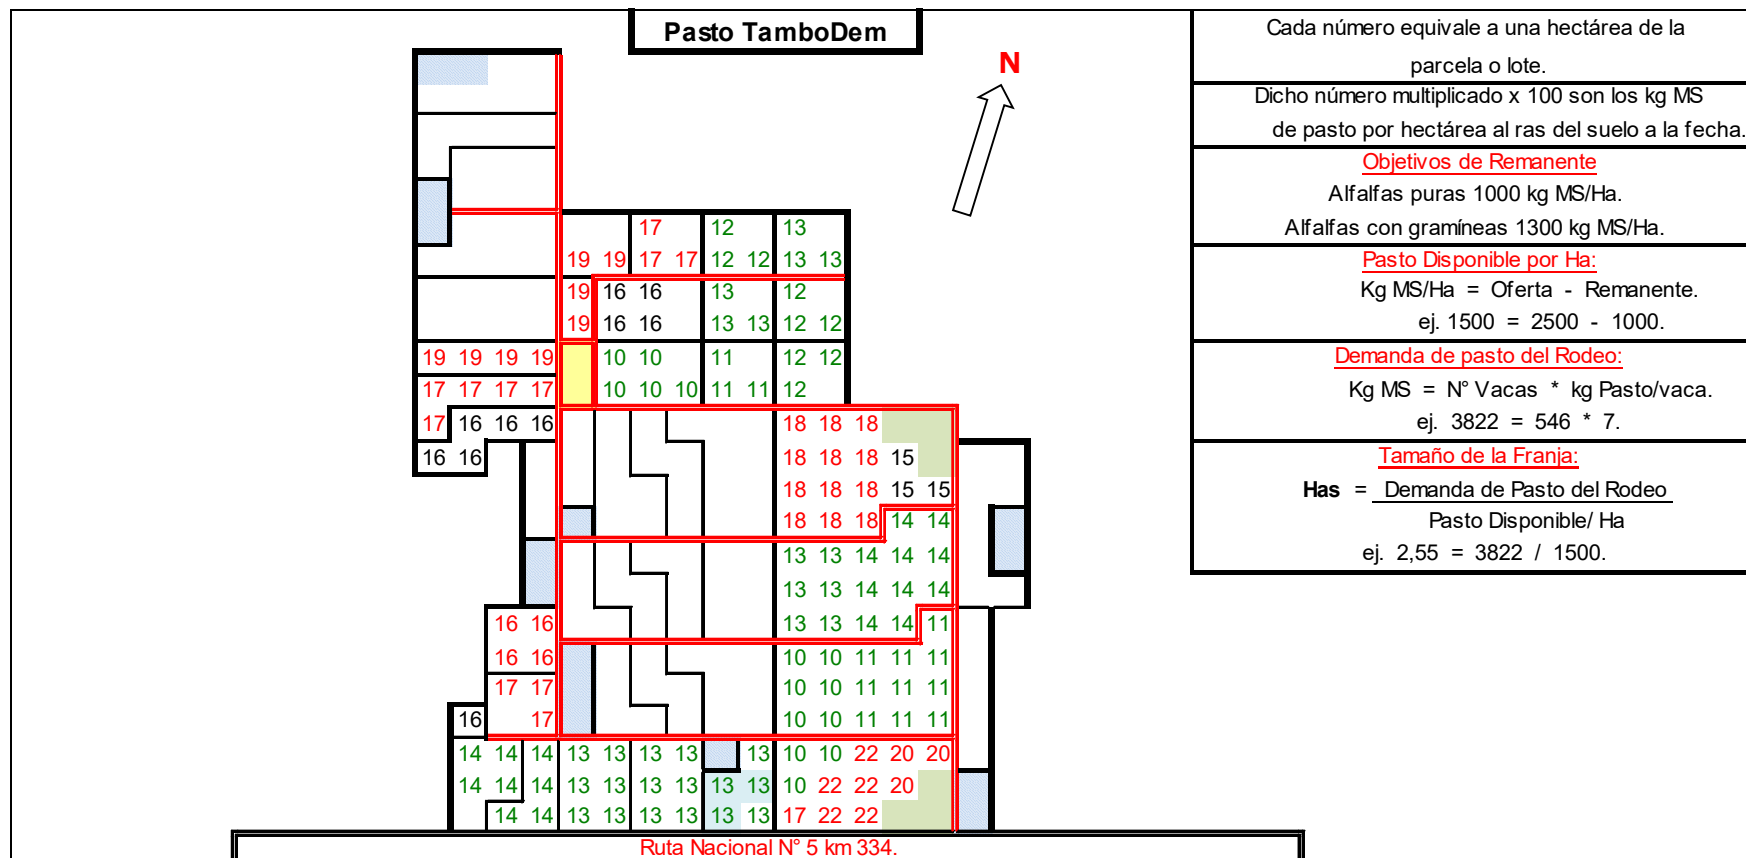 Pasto TamboDem
N
Cada número equivale a una hectárea de la
parcela o lote.
Dicho número multiplicado x 100 son los kg MS
de pasto por hectárea al ras del suelo a la fecha.
Objetivos de Remanente
Alfalfas puras 1000 kg MS/Ha.
Alfalfas con gramíneas 1300 kg MS/Ha.
Pasto Disponible por Ha:
Kg MS/Ha = Oferta - Remanente.
ej. 1500 = 2500 - 1000.
Demanda de pasto del Rodeo:
Kg MS = N° Vacas * kg Pasto/vaca.
ej. 3822 = 546 * 7.
Tamaño de la Franja:
Has = Demanda de Pasto del Rodeo
Pasto Disponible/ Ha
ej. 2,55 = 3822 / 1500.
17 12 13
19 19 17 17 12 12 13 13
19 16 16 13 12
19 16 16 13 13 12 12
19 19 19 19 10 10 11 12 12
17 17 17 17 10 10 10 11 11 12
17 16 16 16 18 18 18
16 16 18 18 18 15
18 18 18 15 15
18 18 18 14 14
13 13 14 14 14
13 13 14 14 14
16 16 13 13 14 14 11
16 16 10 10 11 11 11
17 17 10 10 11 11 11
16 17 10 10 11 11 11
14 14 14 13 13 13 13 13 10 10 22 20 20
14 14 14 13 13 13 13 13 13 10 22 22 20
14 14 13 13 13 13 13 13 17 22 22
Ruta Nacional N° 5 km 334.